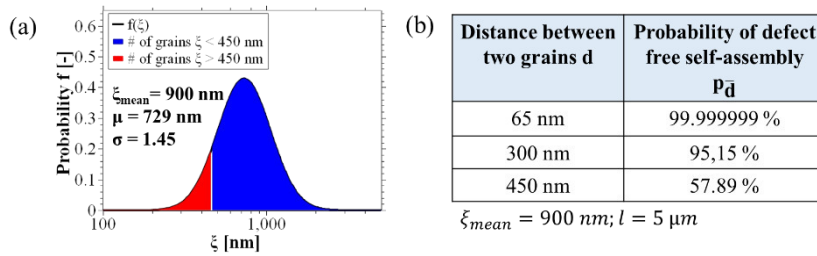 (a)
f(ξ)
# of grains ξ < 450 nm
# of grains ξ > 450 nm
ξmean= 900 nm
μ = 729 nm
σ = 1.45
Probability f [-]
0.6
0.5
0.4
0.3
0.2
0.1
0
100
1,000
ξ [nm]
(b)
Distance between two grains d
Probability of defect free self-assembly pd̅
65 nm
99.999999 %
300 nm
95,15 %
450 nm
57.89 %
ξmean = 900 nm; l = 5 μm